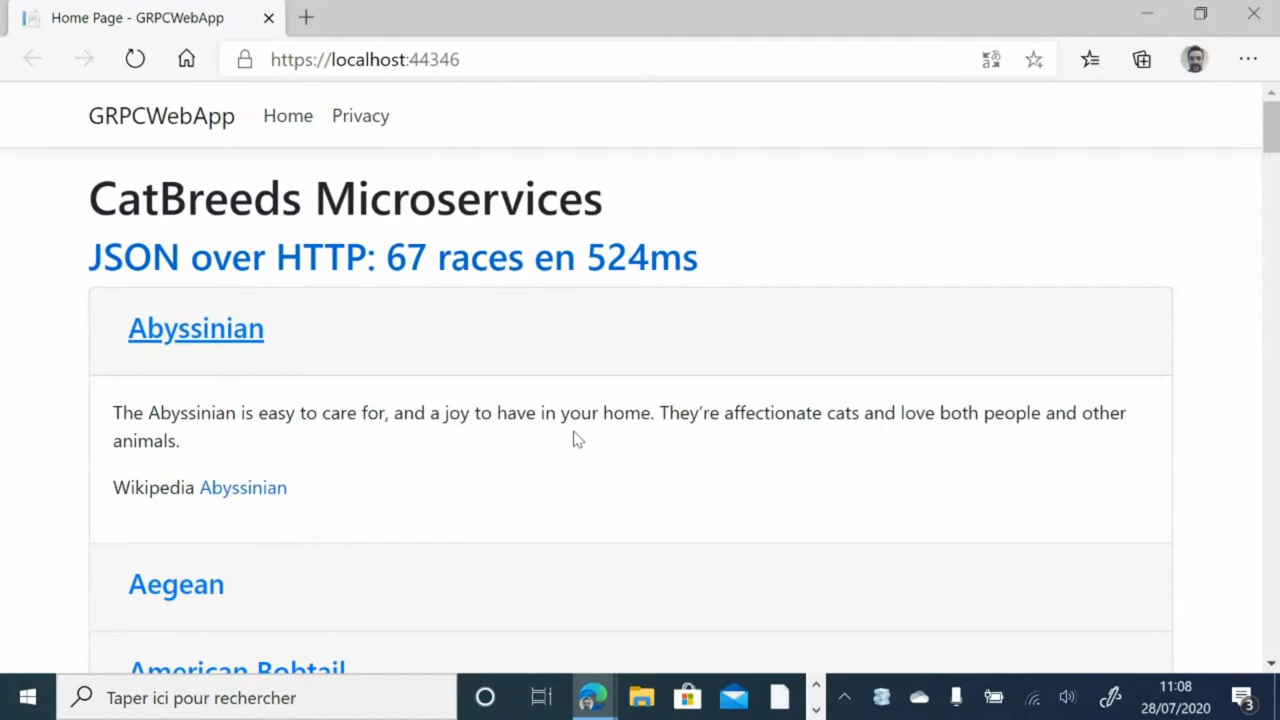 Home Page - GRPCWebApp
https://localhost:44346
GRPCWebApp Home Privacy
CatBreeds Microservices
JSON over HTTP: 67 races en 524ms
Abyssinian
The Abyssinian is easy to care for, and a joy to have in your home. They’re affectionate cats and love both people and other
animals.
Wikipedia Abyssinian
Aegean
American Bobtail
Taper ici pour rechercher
11:08
28/07/2020
3